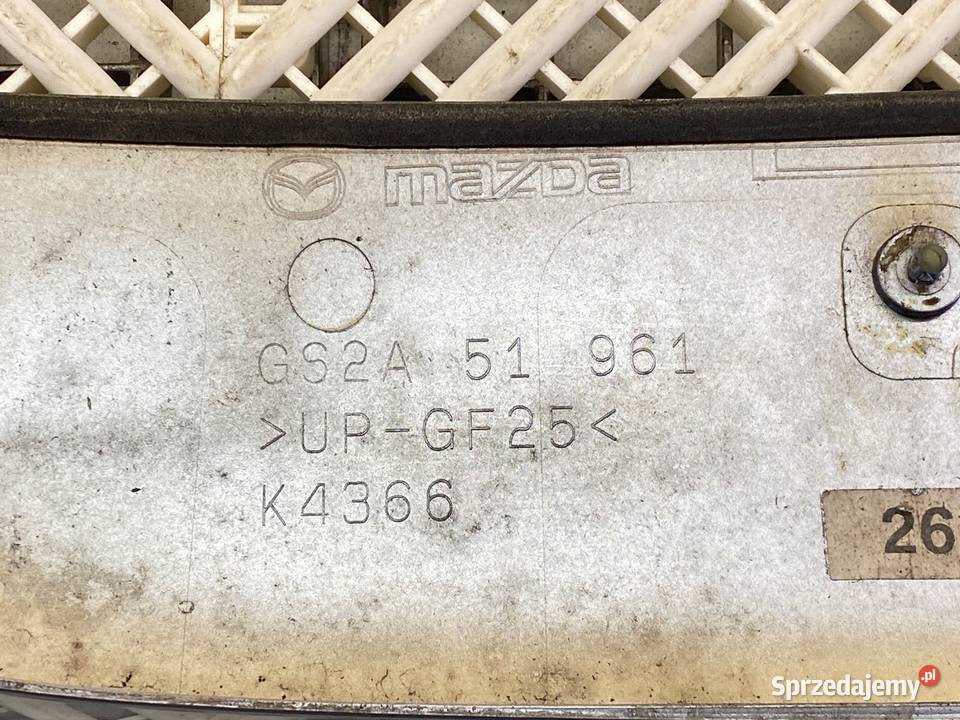 mazda
GS2A 51 961
>UP-GF25<
K4366
26
Sprzedajemy.pl